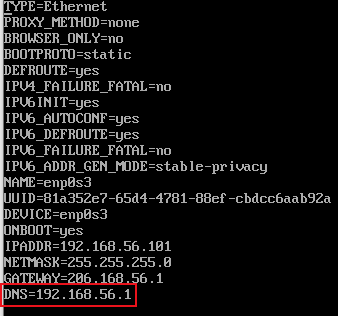 TYPE=Ethernet
PROXY_METHOD=none
BROWSER_ONLY=no
BOOTPROTO=static
DEFROUTE=yes
IPV4_FAILURE_FATAL=no
IPV6INIT=yes
IPV6_AUTOCONF=yes
IPV6_DEFROUTE=yes
IPV6_FAILURE_FATAL=no
IPV6_ADDR_GEN_MODE=stable-privacy
NAME=enp0s3
UUID=81a352e7-65d4-4781-88ef-cbdcc6aab92a
DEVICE=enp0s3
ONBOOT=yes
IPADDR=192.168.56.101
NETMASK=255.255.255.0
GATEWAY=206.168.56.1
DNS=192.168.56.1